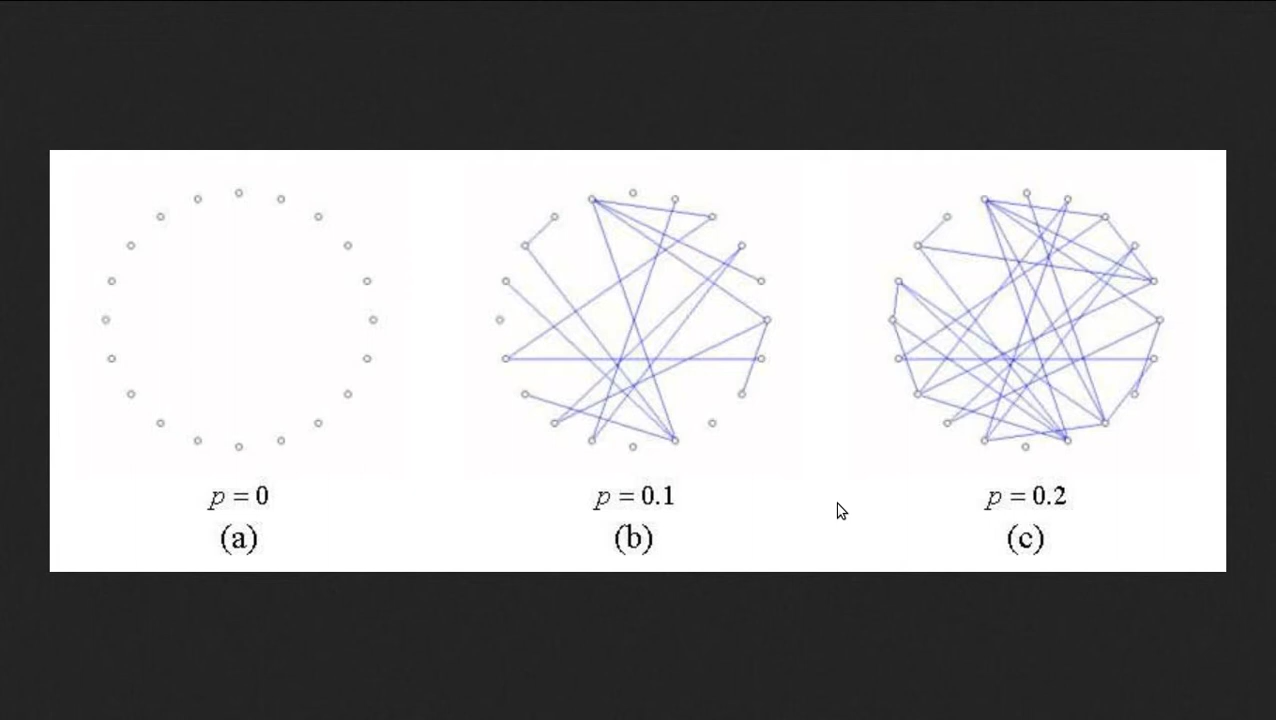 p = 0
p = 0.1
p = 0.2
(a)
(b)
(c)